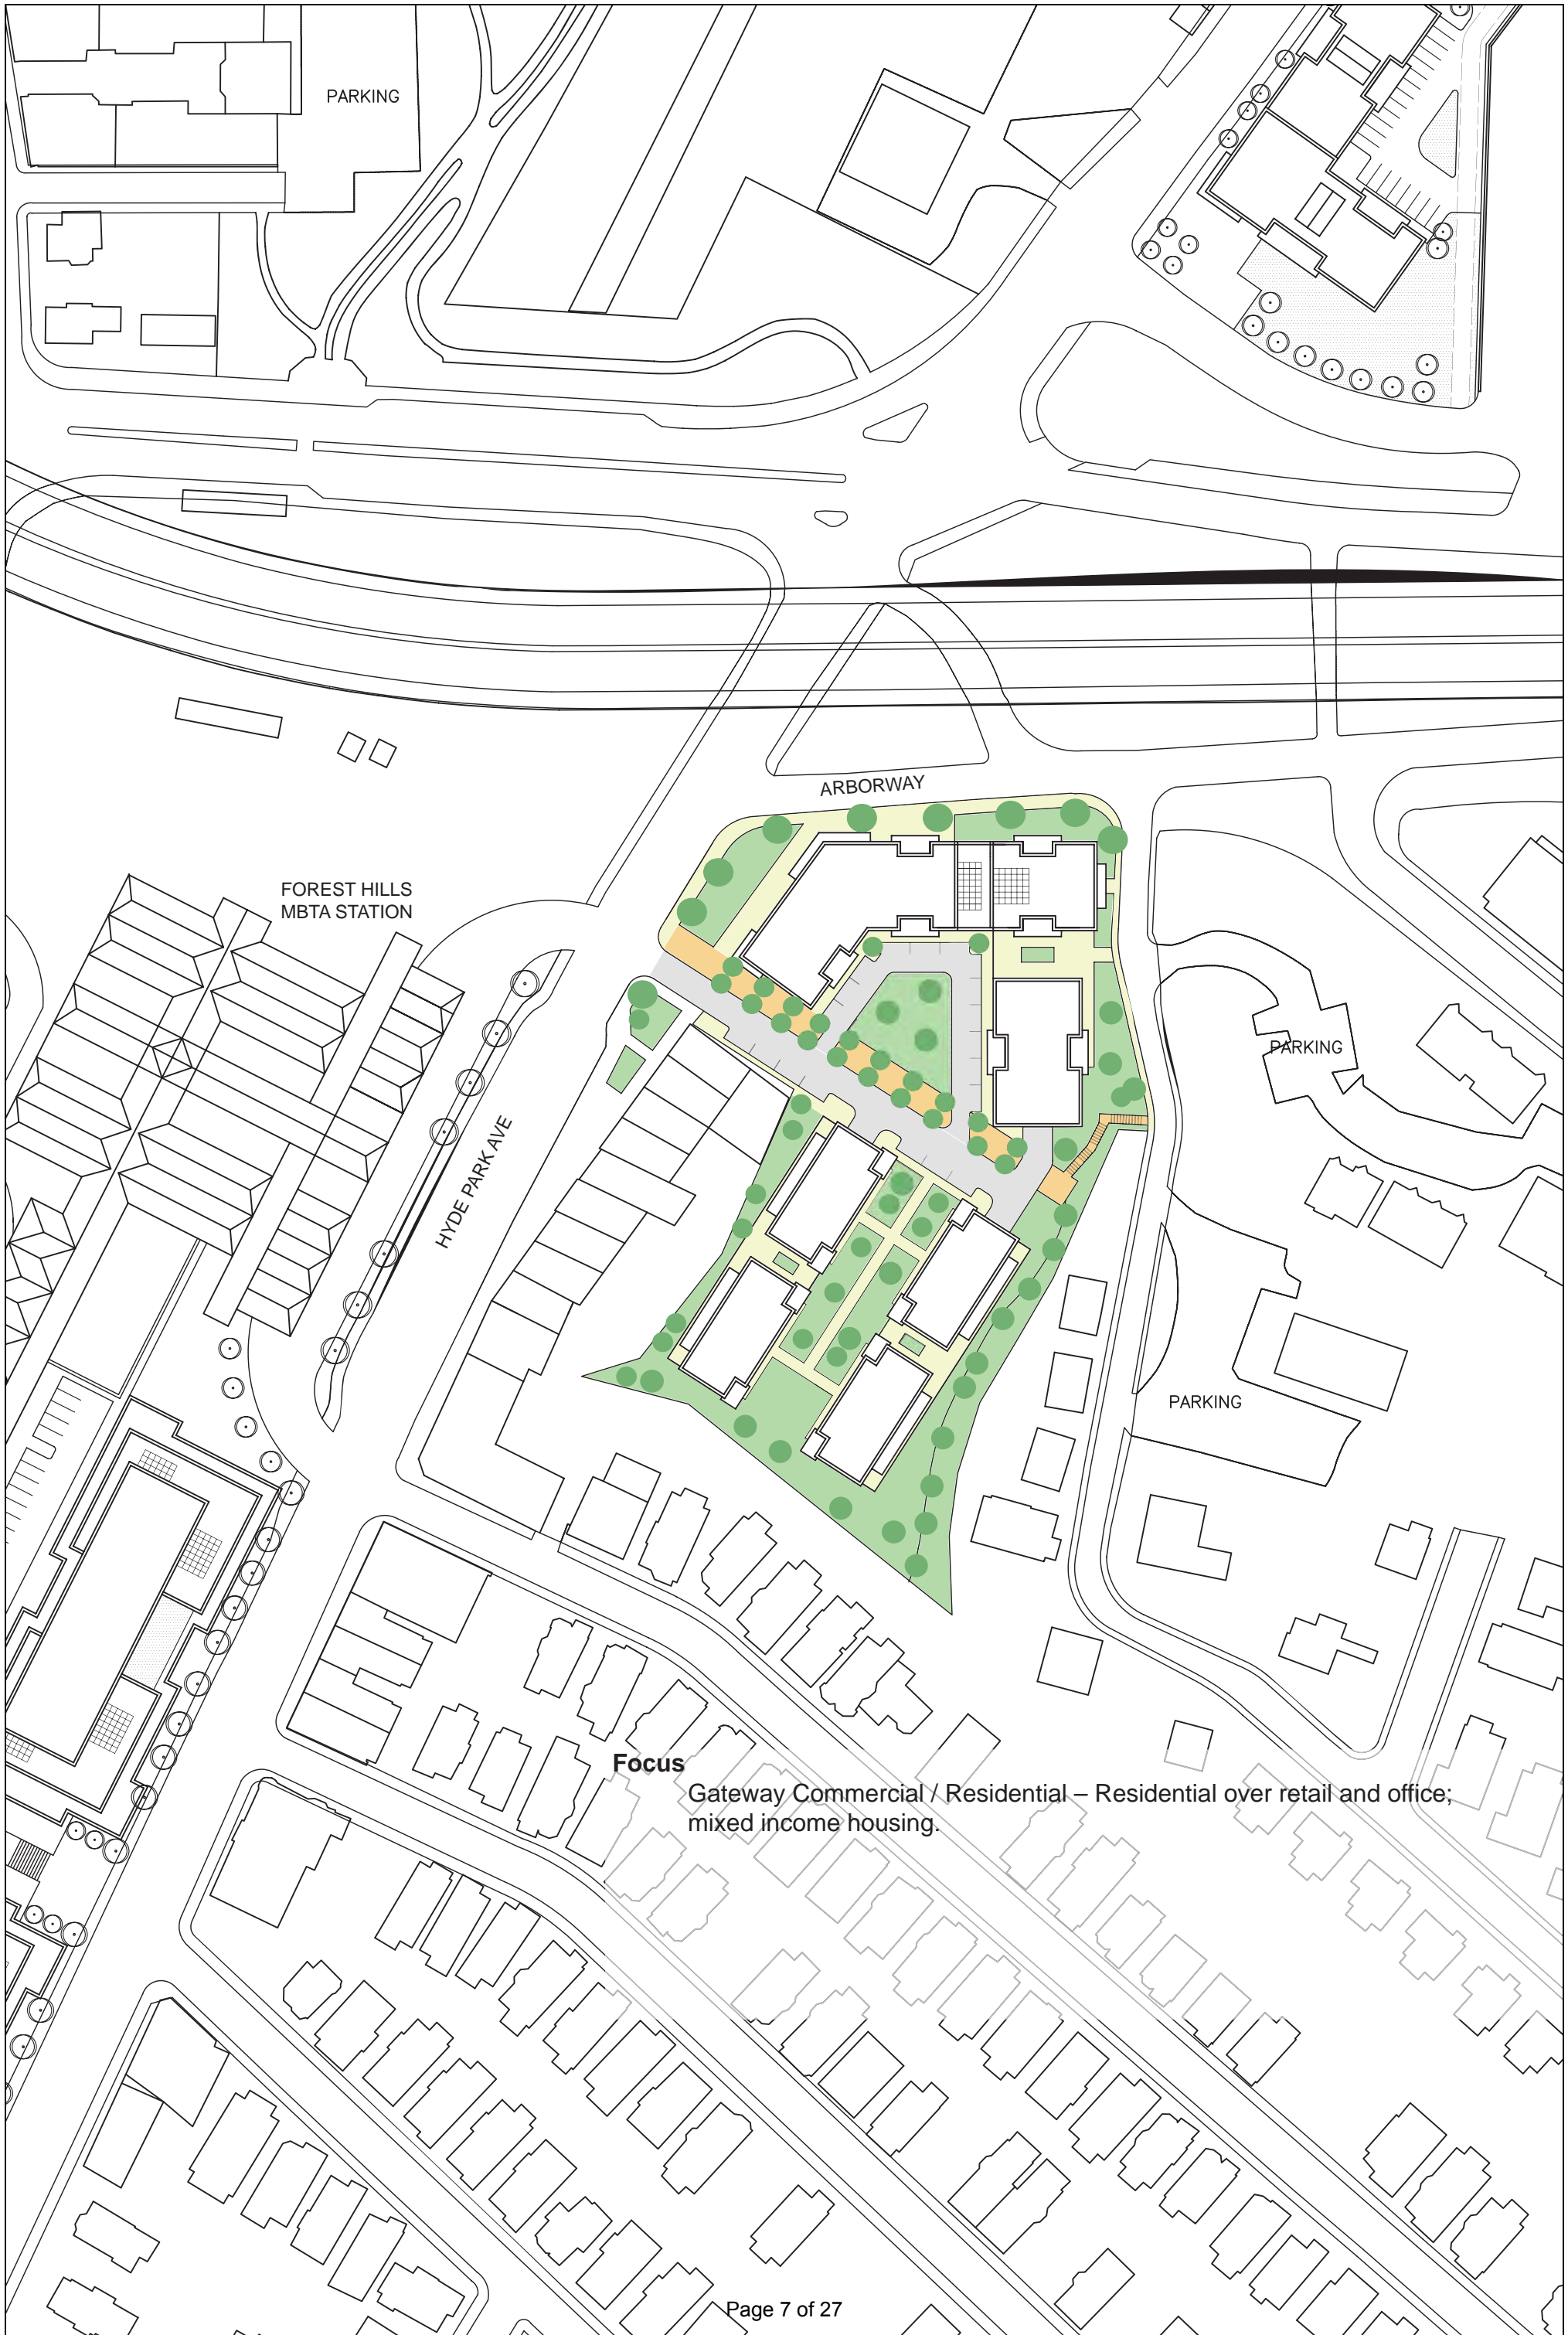 PARKING
ARBORWAY
FOREST HILLS
MBTA STATION
PARKING
HYDE PARK AVE
PARKING
Focus
Gateway Commercial / Residential – Residential over retail and office;
mixed income housing.
Page 7 of 27